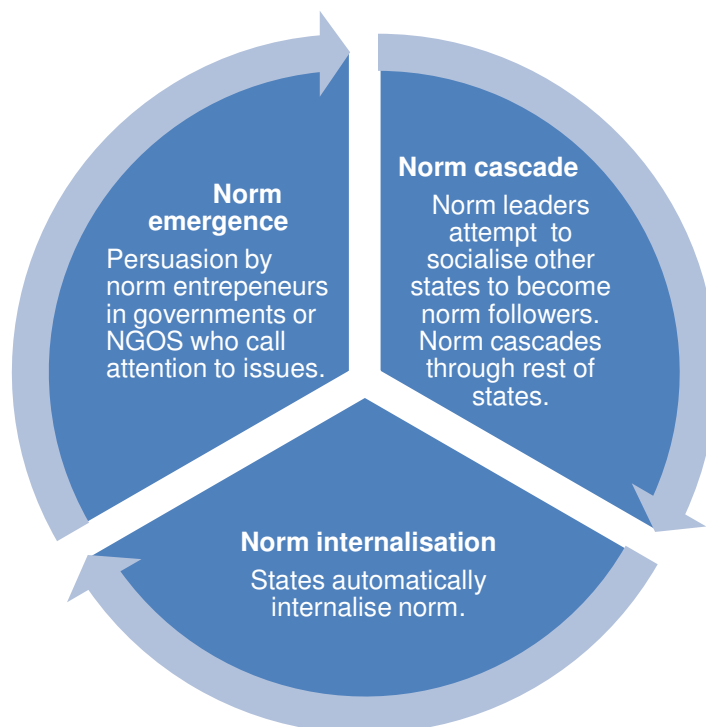 Norm
emergence
Persuasion by
norm entrepeneurs
in governments or
NGOS who call
attention to issues.
Norm cascade
Norm leaders
attempt to
socialise other
states to become
norm followers.
Norm cascades
through rest of
states.
Norm internalisation
States automatically
internalise norm.